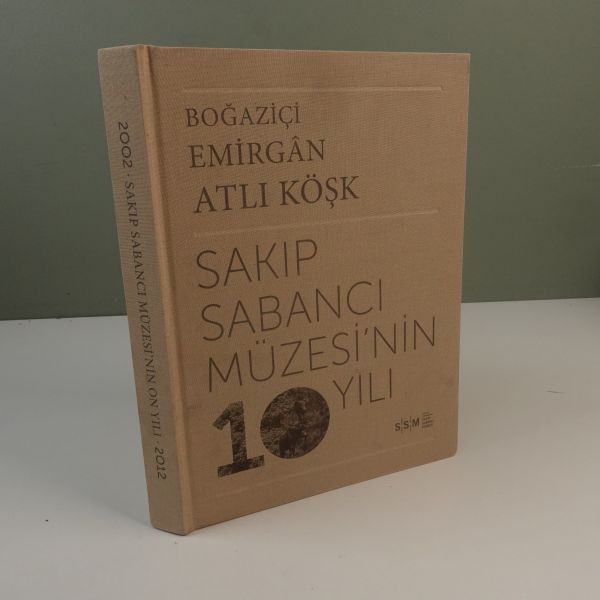 BOĞAZİÇİ
EMİRGÂN
ATLI KÖŞK
SAKIP
SABANCI
MÜZESİ'NİN
10 YILI
S|S|M
2002 · SAKIP SABANCI MÜZESİ'NİN ON YILI · 2012